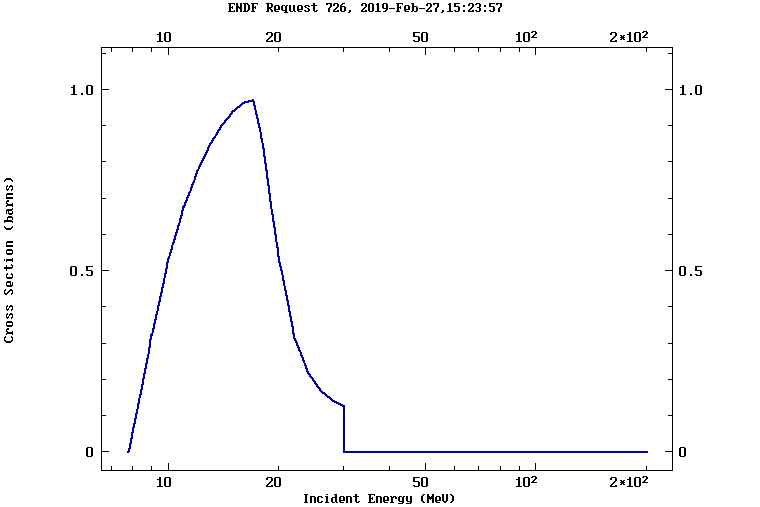 ENDF Request 726, 2019-Feb-27,15:23:57
10 20 50 10² 2*10²
1.0 1.0
0.5 0.5
0 0
10 20 50 10² 2*10²
Incident Energy (MeV)
Cross Section (barns)